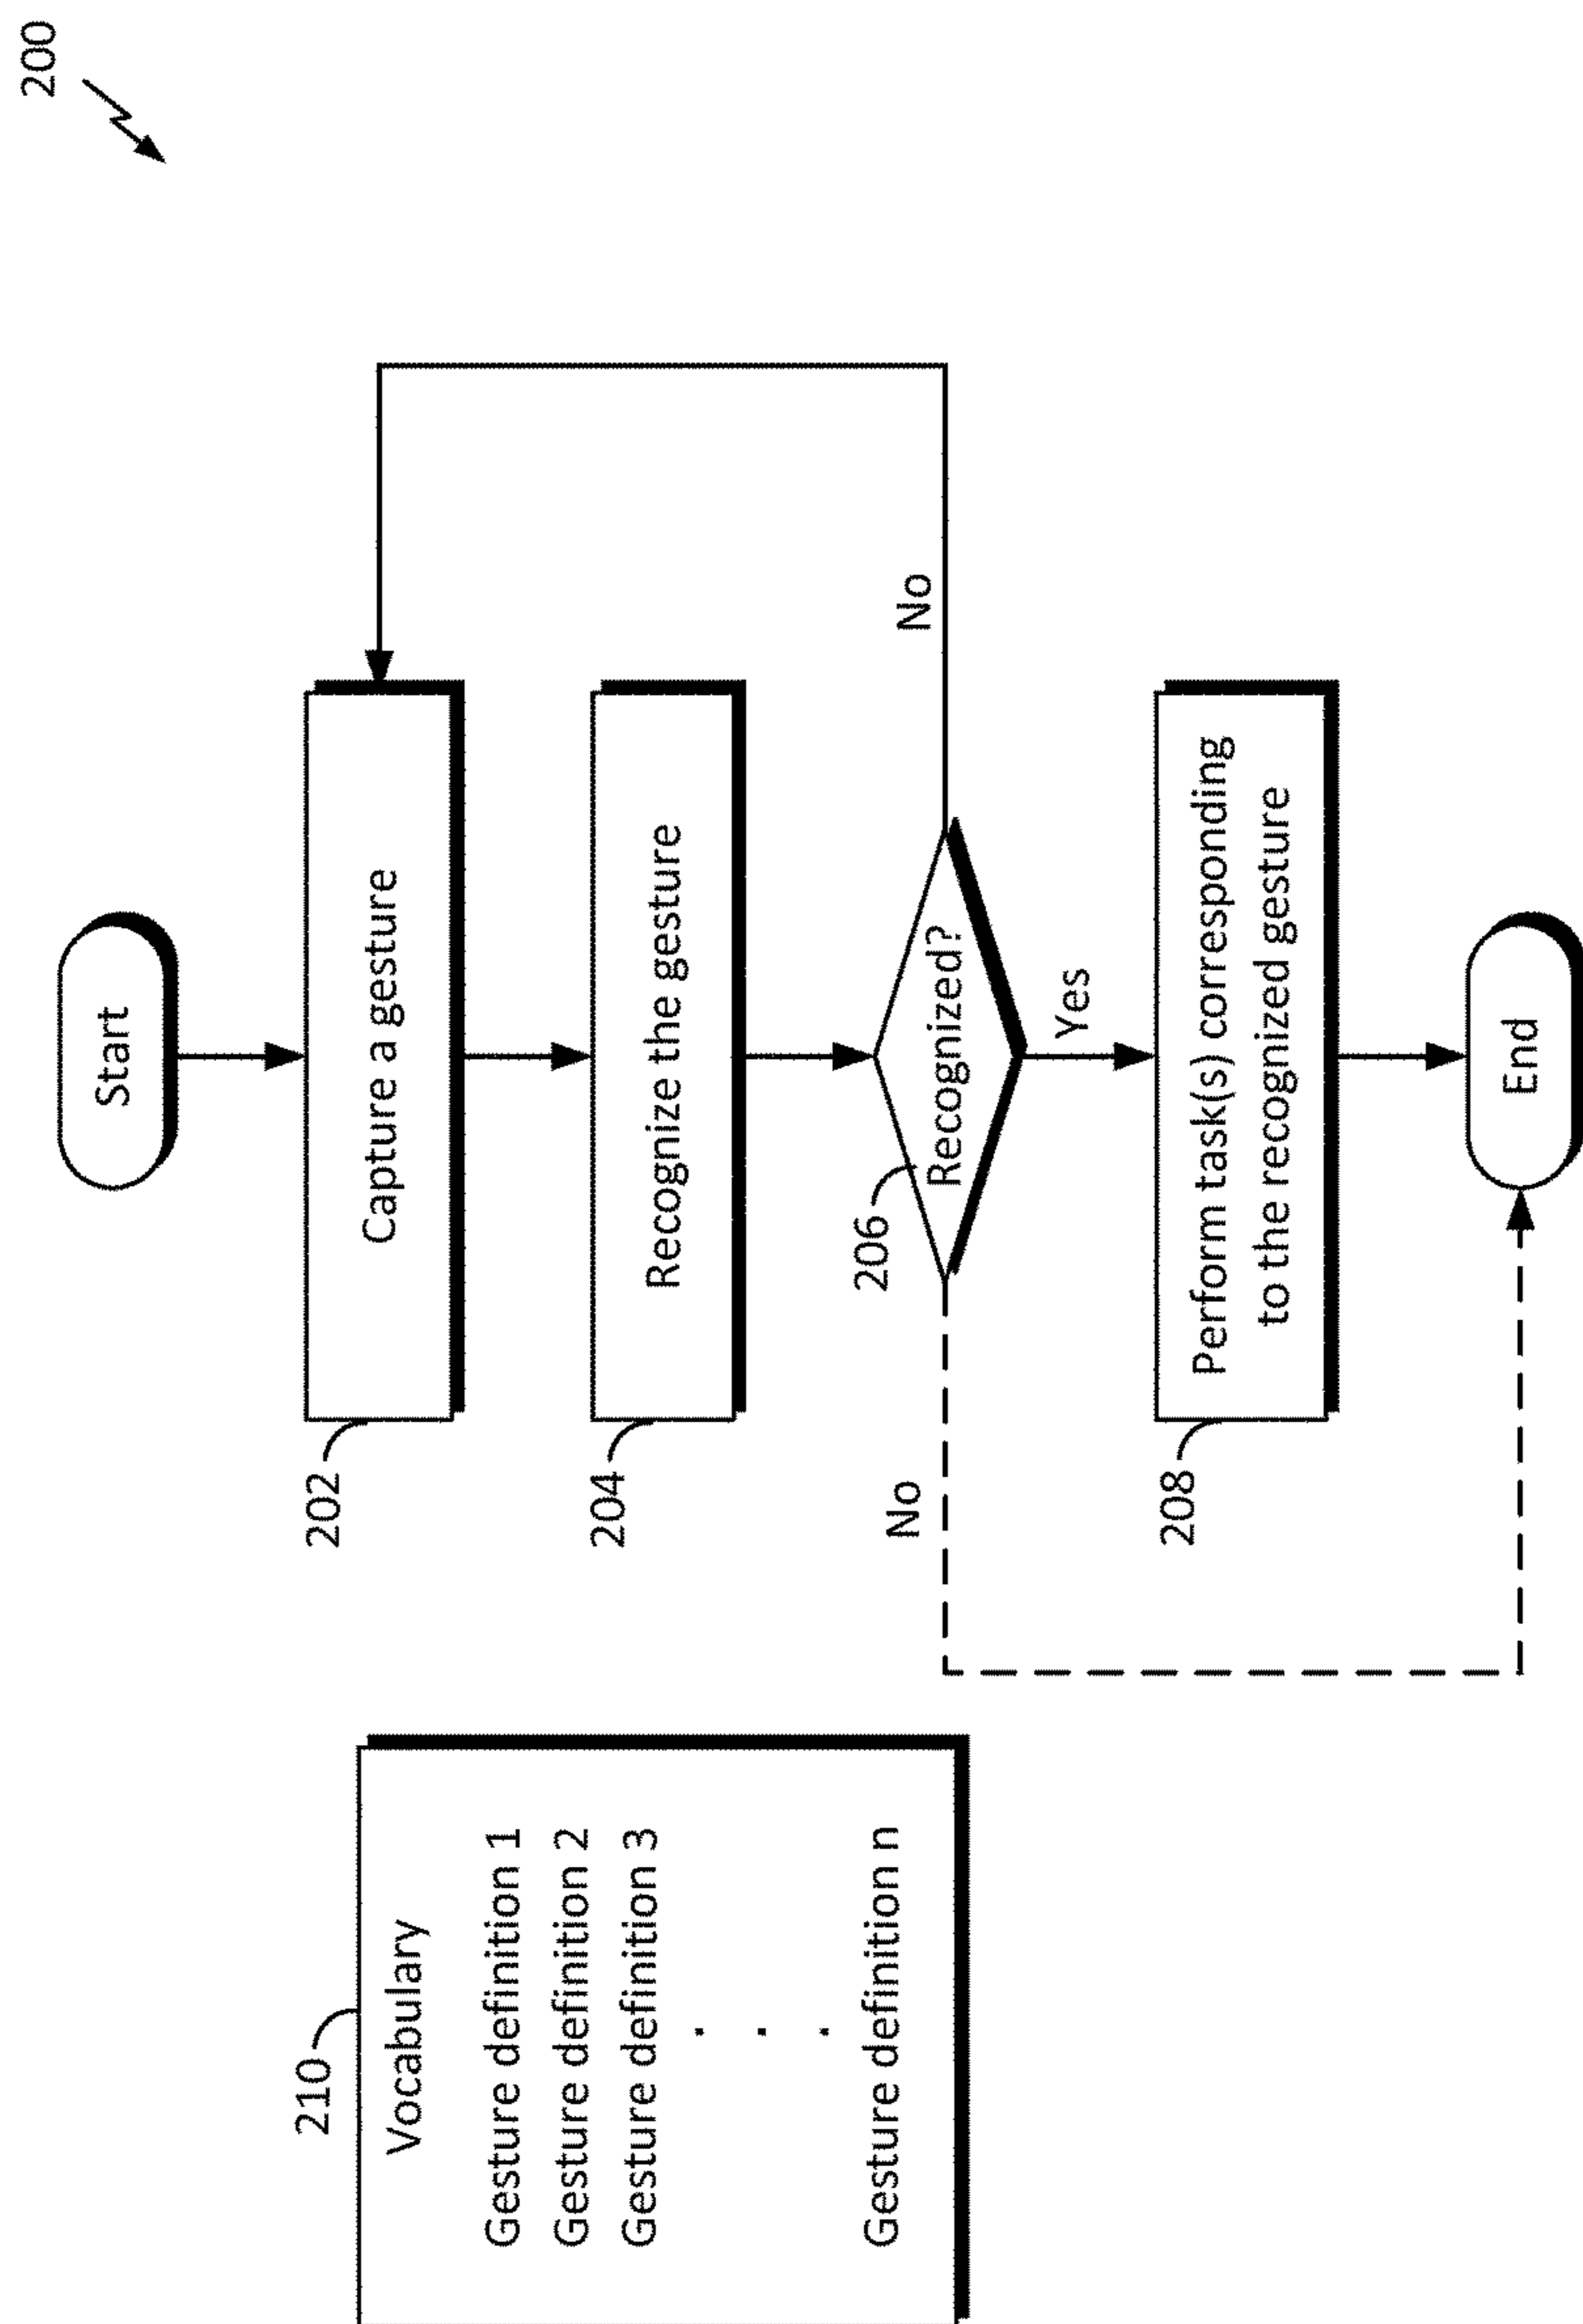 200
Start
202
Capture a gesture
204
Recognize the gesture
206
Recognized?
No
No
Yes
208
Perform task(s) corresponding
to the recognized gesture
End
210
Vocabulary
Gesture definition 1
Gesture definition 2
Gesture definition 3
.
.
.
Gesture definition n